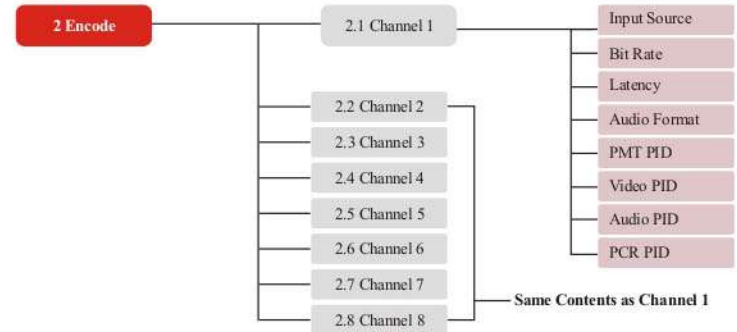 2 Encode
2.1 Channel 1
Input Source
Bit Rate
Latency
Audio Format
PMT PID
Video PID
Audio PID
PCR PID
2.2 Channel 2
2.3 Channel 3
2.4 Channel 4
2.5 Channel 5
2.6 Channel 6
2.7 Channel 7
2.8 Channel 8
Same Contents as Channel 1